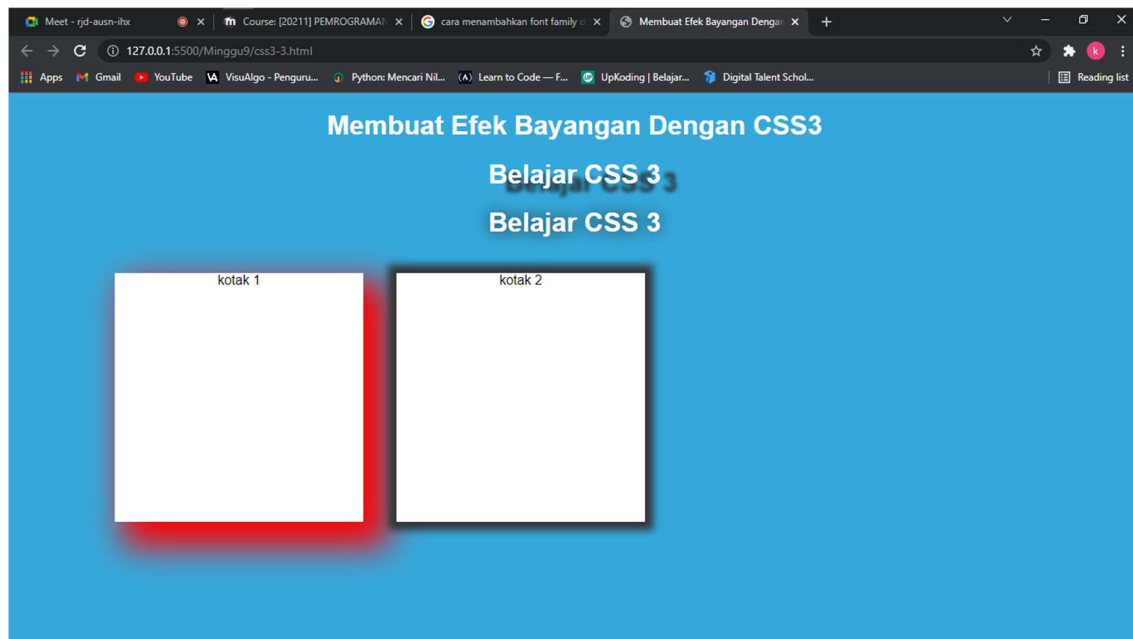 Meet - rjd-ausn-ihx
Course: [20211] PEMROGRAMAN
cara menambahkan font family d
Membuat Efek Bayangan Dengan
127.0.0.1:5500/Minggu9/css3-3.html
k
Apps
Gmail
YouTube
VisuAlgo - Penguru...
Python: Mencari Nil...
Learn to Code — F...
UpKoding | Belajar...
Digital Talent Schol...
Reading list
Membuat Efek Bayangan Dengan CSS3
Belajar CSS 3
Belajar CSS 3
kotak 1
kotak 2